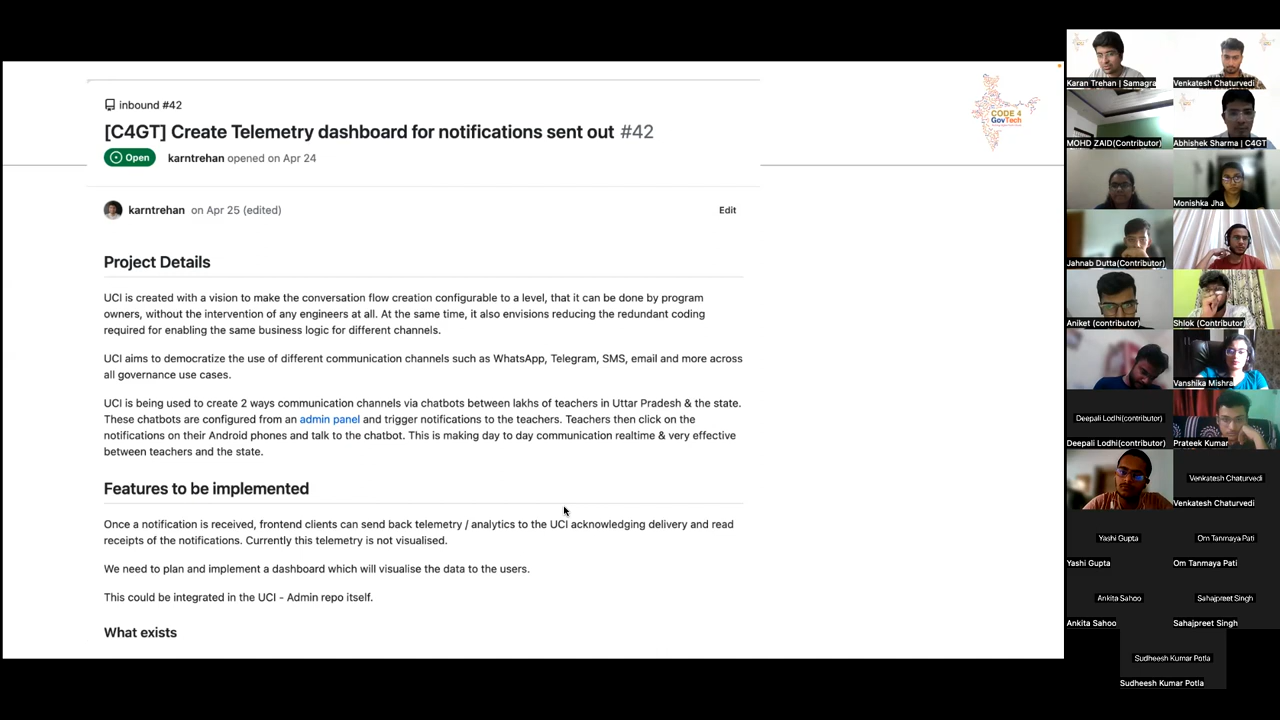 inbound #42
[C4GT] Create Telemetry dashboard for notifications sent out #42
Open karntrehan opened on Apr 24
karntrehan on Apr 25 (edited) Edit
Project Details
UCI is created with a vision to make the conversation flow creation configurable to a level, that it can be done by program
owners, without the intervention of any engineers at all. At the same time, it also envisions reducing the redundant coding
required for enabling the same business logic for different channels.
UCI aims to democratize the use of different communication channels such as WhatsApp, Telegram, SMS, email and more across
all governance use cases.
UCI is being used to create 2 ways communication channels via chatbots between lakhs of teachers in Uttar Pradesh & the state.
These chatbots are configured from an admin panel and trigger notifications to the teachers. Teachers then click on the
notifications on their Android phones and talk to the chatbot. This is making day to day communication realtime & very effective
between teachers and the state.
Features to be implemented
Once a notification is received, frontend clients can send back telemetry / analytics to the UCI acknowledging delivery and read
receipts of the notifications. Currently this telemetry is not visualised.
We need to plan and implement a dashboard which will visualise the data to the users.
This could be integrated in the UCI - Admin repo itself.
What exists
CODE 4
GovTech
Karan Trehan | Samagra
Venkatesh Chaturvedi
MOHD ZAID(Contributor)
Abhishek Sharma | C4GT
Monishka Jha
Jahnab Dutta(Contributor)
Aniket (contributor)
Shlok (Contributor)
Vanshika Mishra
Deepali Lodhi(contributor)
Deepali Lodhi(contributor)
Prateek Kumar
Venkatesh Chaturvedi
Venkatesh Chaturvedi
Yashi Gupta
Yashi Gupta
Om Tanmaya Pati
Om Tanmaya Pati
Ankita Sahoo
Ankita Sahoo
Sahajpreet Singh
Sahajpreet Singh
Sudheesh Kumar Potla
Sudheesh Kumar Potla